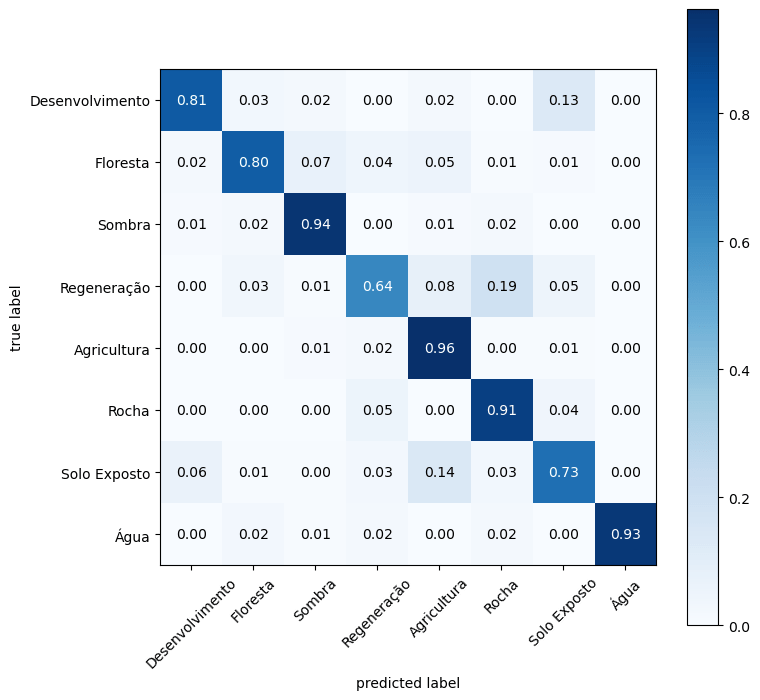 Desenvolvimento 0.81 0.03 0.02 0.00 0.02 0.00 0.13 0.00
Floresta 0.02 0.80 0.07 0.04 0.05 0.01 0.01 0.00
Sombra 0.01 0.02 0.94 0.00 0.01 0.02 0.00 0.00
Regeneração 0.00 0.03 0.01 0.64 0.08 0.19 0.05 0.00
Agricultura 0.00 0.00 0.01 0.02 0.96 0.00 0.01 0.00
Rocha 0.00 0.00 0.00 0.05 0.00 0.91 0.04 0.00
Solo Exposto 0.06 0.01 0.00 0.03 0.14 0.03 0.73 0.00
Água 0.00 0.02 0.01 0.02 0.00 0.02 0.00 0.93
true label
Desenvolvimento
Floresta
Sombra
Regeneração
Agricultura
Rocha
Solo Exposto
Água
predicted label
0.8
0.6
0.4
0.2
0.0